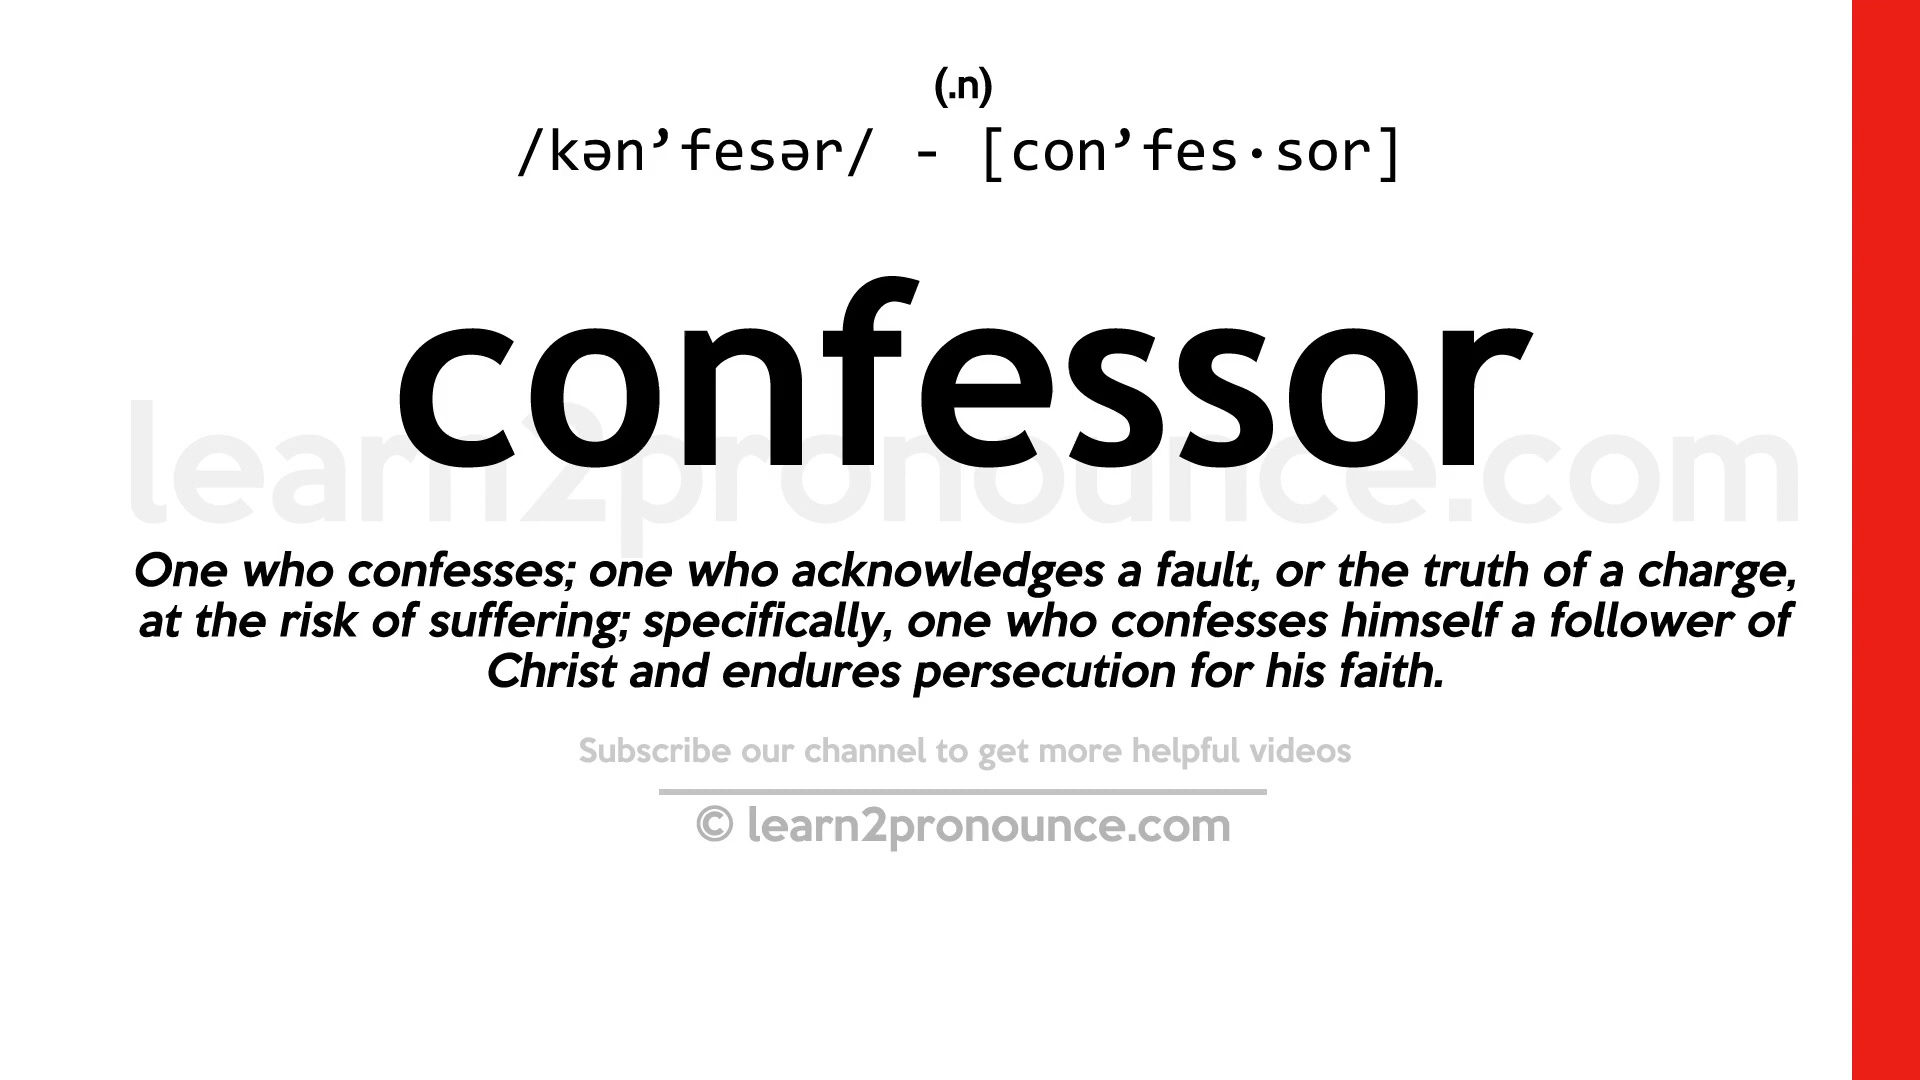 (.n)
/kən’fesər/ - [con’fes·sor]
confessor
learn2pronounce.com
One who confesses; one who acknowledges a fault, or the truth of a charge,
at the risk of suffering; specifically, one who confesses himself a follower of
Christ and endures persecution for his faith.
Subscribe our channel to get more helpful videos
© learn2pronounce.com